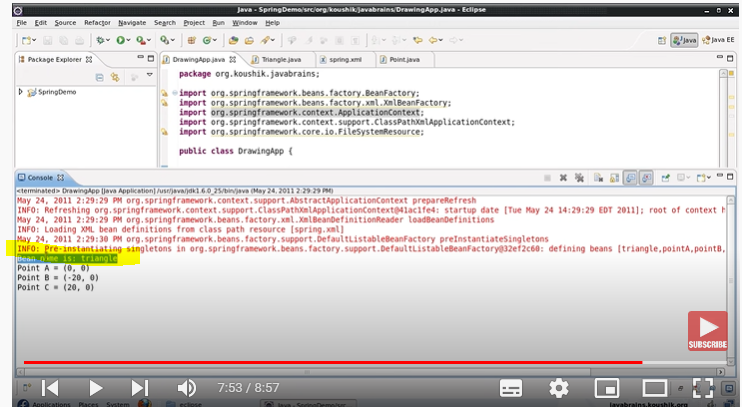 Java - SpringDemo/src/org/koushik/javabrains/DrawingApp.java - Eclipse
File Edit Source Refactor Navigate Search Project Run Window Help
Java Java EE
Package Explorer DrawingApp.java Triangle.java spring.xml Point.java
SpringDemo
package org.koushik.javabrains;
import org.springframework.beans.factory.BeanFactory;
import org.springframework.beans.factory.xml.XmlBeanFactory;
import org.springframework.context.ApplicationContext;
import org.springframework.context.support.ClassPathXmlApplicationContext;
import org.springframework.core.io.FileSystemResource;
public class DrawingApp {
Console
<terminated> DrawingApp [Java Application] /usr/java/jdk1.6.0_25/bin/java (May 24, 2011 2:29:29 PM)
May 24, 2011 2:29:29 PM org.springframework.context.support.AbstractApplicationContext prepareRefresh
INFO: Refreshing org.springframework.context.support.ClassPathXmlApplicationContext@41ac1fe4: startup date [Tue May 24 14:29:29 EDT 2011]; root of context h
May 24, 2011 2:29:29 PM org.springframework.beans.factory.xml.XmlBeanDefinitionReader loadBeanDefinitions
INFO: Loading XML bean definitions from class path resource [spring.xml]
May 24, 2011 2:29:30 PM org.springframework.beans.factory.support.DefaultListableBeanFactory preInstantiateSingletons
INFO: Pre-instantiating singletons in org.springframework.beans.factory.support.DefaultListableBeanFactory@32ef2c60: defining beans [triangle,pointA,pointB,
Bean name is: triangle
Point A = (0, 0)
Point B = (-20, 0)
Point C = (20, 0)
SUBSCRIBE
7:53 / 8:57
Applications Places System eclipse Java - SpringDemo/sr javabrains.koushik.org